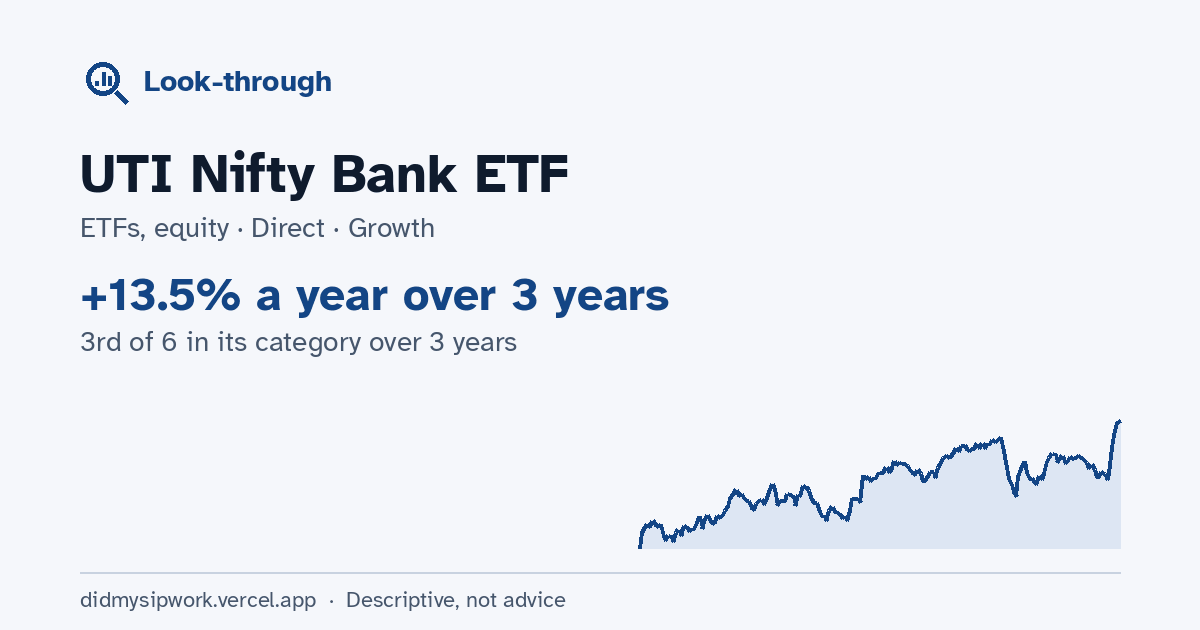 Look-through
UTI Nifty Bank ETF
ETFs, equity · Direct · Growth
+13.5% a year over 3 years
3rd of 6 in its category over 3 years
didmysipwork.vercel.app · Descriptive, not advice